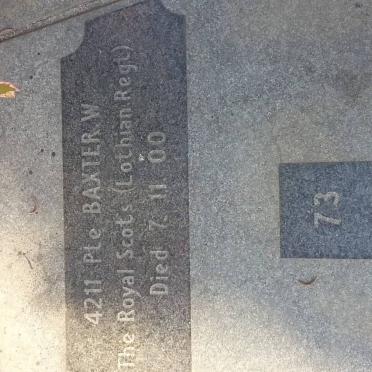 4211 Pte BAXTER.W
The Royal Scots (Lothian.Regt)
Died 7. 11 00
73